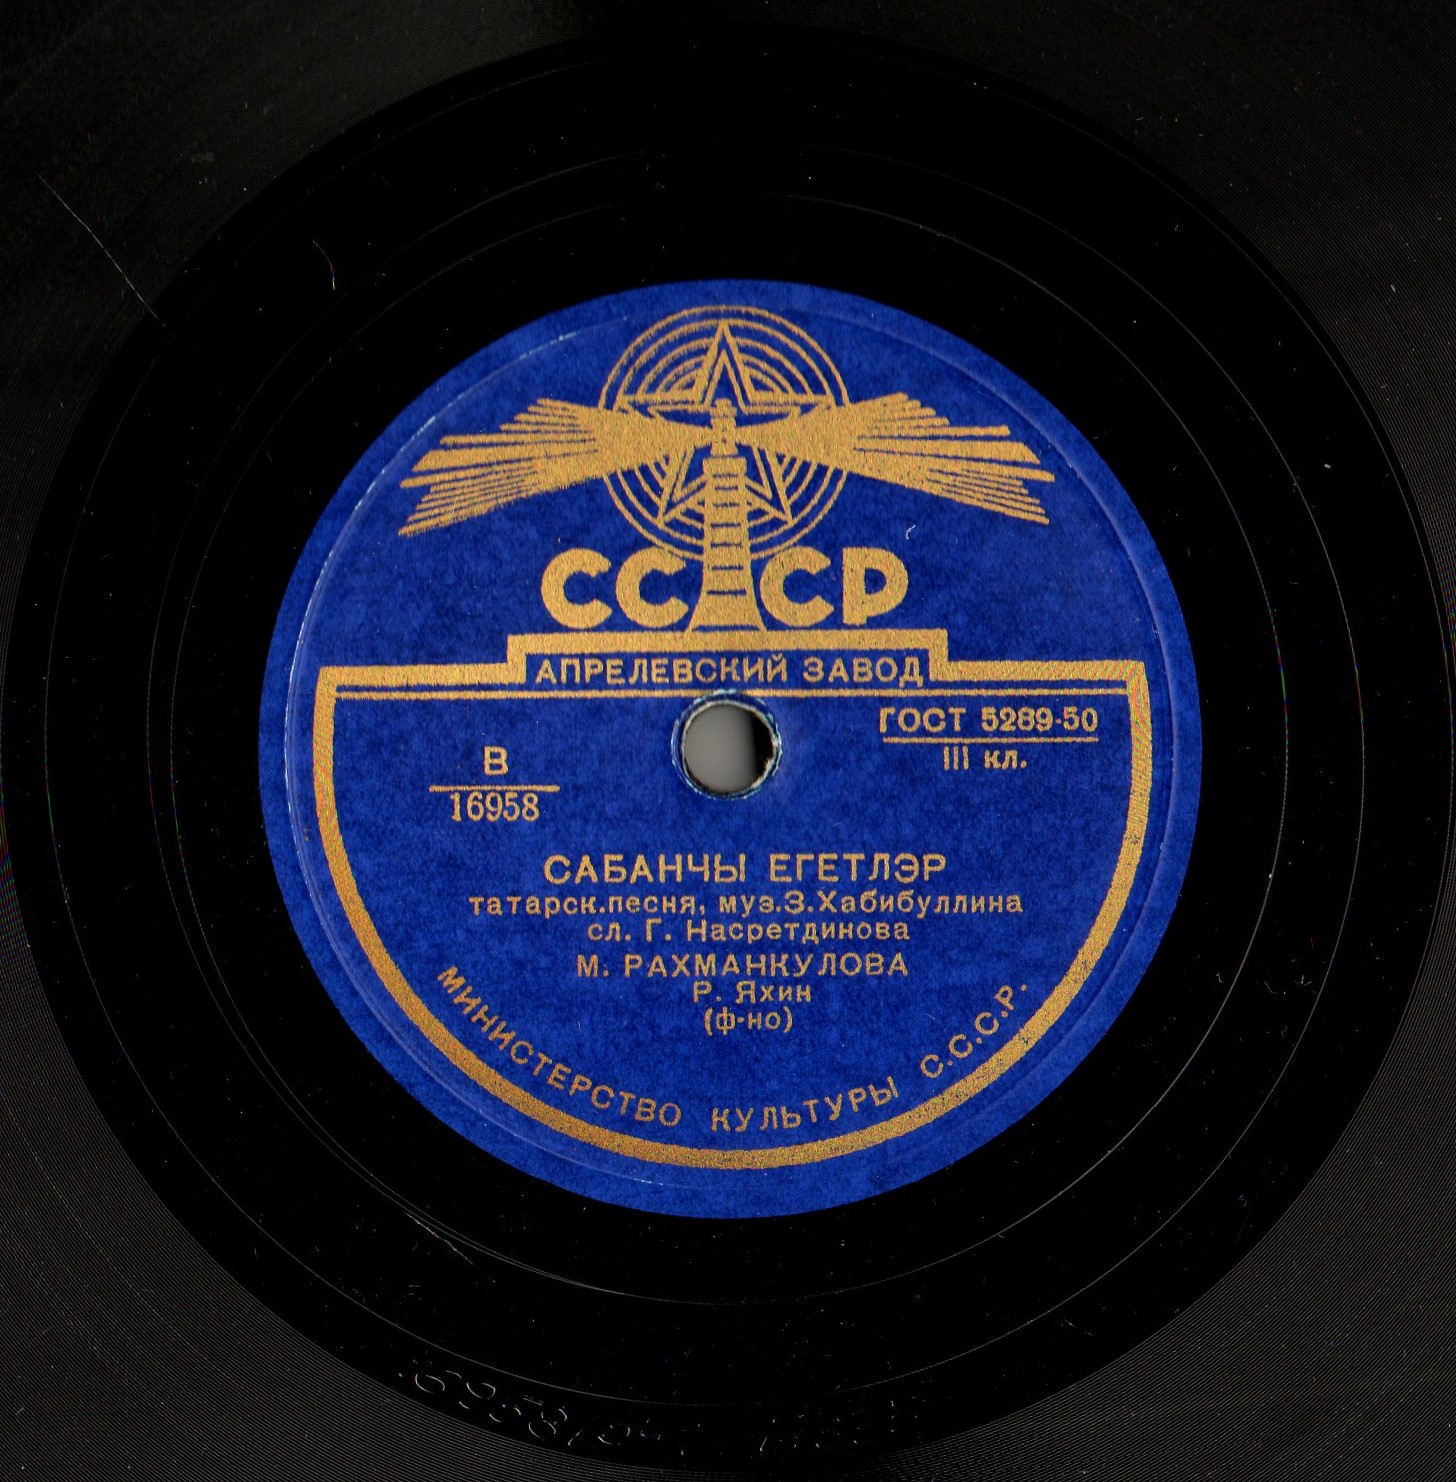 СССР
АПРЕЛЕВСКИЙ ЗАВОД
ГОСТ 5289-50
III кл.
В
16958
САБАНЧЫ ЕГЕТЛЭР
татарск.песня, муз.З.Хабибуллина
сл. Г. Насретдинова
М. РАХМАНКУЛОВА
Р. Яхин
(ф-но)
МИНИСТЕРСТВО КУЛЬТУРЫ С.С.С.Р.